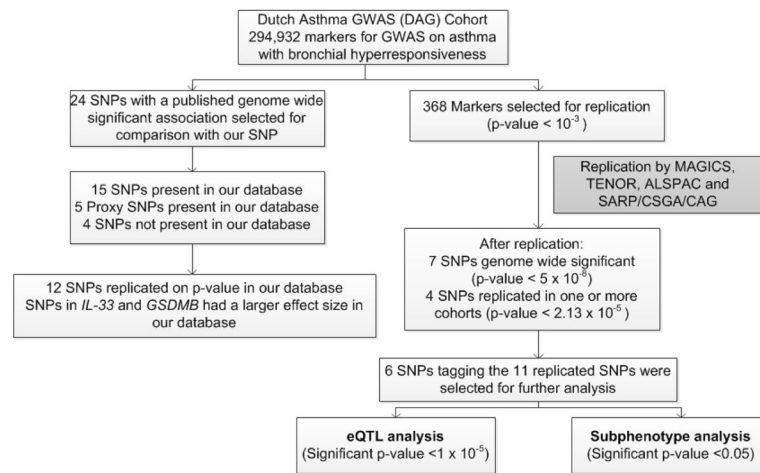 Dutch Asthma GWAS (DAG) Cohort
294,932 markers for GWAS on asthma
with bronchial hyperresponsiveness
24 SNPs with a published genome wide
significant association selected for
comparison with our SNP
368 Markers selected for replication
(p-value < 10⁻³)
Replication by MAGICS,
TENOR, ALSPAC and
SARP/CSGA/CAG
15 SNPs present in our database
5 Proxy SNPs present in our database
4 SNPs not present in our database
After replication:
7 SNPs genome wide significant
(p-value < 5 x 10⁻⁸)
4 SNPs replicated in one or more
cohorts (p-value < 2.13 x 10⁻⁵)
12 SNPs replicated on p-value in our database
SNPs in IL-33 and GSDMB had a larger effect size in
our database
6 SNPs tagging the 11 replicated SNPs were
selected for further analysis
eQTL analysis
(Significant p-value <1 x 10⁻⁵)
Subphenotype analysis
(Significant p-value <0.05)